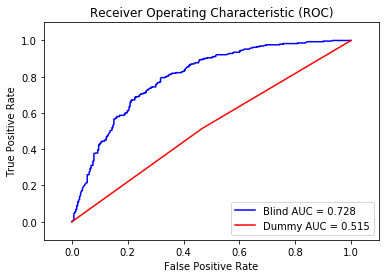 Receiver Operating Characteristic (ROC)
True Positive Rate
1.0
0.8
0.6
0.4
0.2
0.0
0.0 0.2 0.4 0.6 0.8 1.0
False Positive Rate
Blind AUC = 0.728
Dummy AUC = 0.515